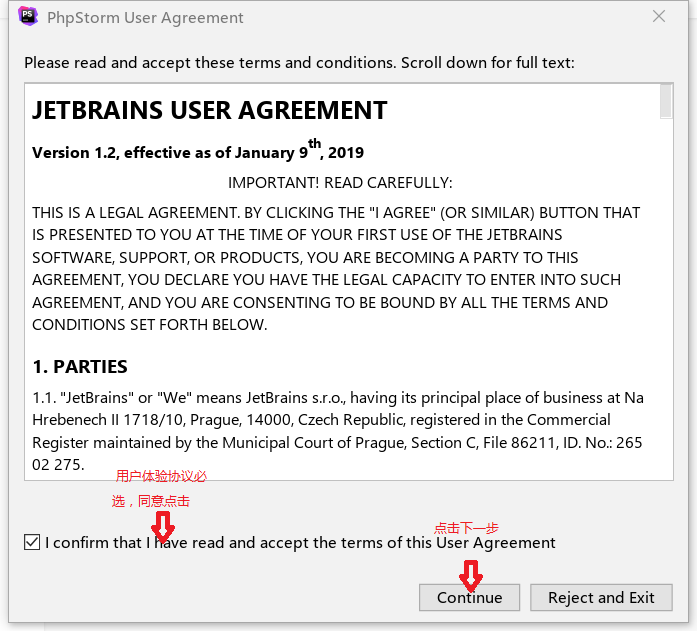 PS
PhpStorm User Agreement
Please read and accept these terms and conditions. Scroll down for full text:
JETBRAINS USER AGREEMENT
Version 1.2, effective as of January 9th, 2019
IMPORTANT! READ CAREFULLY:
THIS IS A LEGAL AGREEMENT. BY CLICKING THE "I AGREE" (OR SIMILAR) BUTTON THAT
IS PRESENTED TO YOU AT THE TIME OF YOUR FIRST USE OF THE JETBRAINS
SOFTWARE, SUPPORT, OR PRODUCTS, YOU ARE BECOMING A PARTY TO THIS
AGREEMENT, YOU DECLARE YOU HAVE THE LEGAL CAPACITY TO ENTER INTO SUCH
AGREEMENT, AND YOU ARE CONSENTING TO BE BOUND BY ALL THE TERMS AND
CONDITIONS SET FORTH BELOW.
1. PARTIES
1.1. "JetBrains" or "We" means JetBrains s.r.o., having its principal place of business at Na
Hrebenech II 1718/10, Prague, 14000, Czech Republic, registered in the Commercial
Register maintained by the Municipal Court of Prague, Section C, File 86211, ID. No.: 265
02 275.
用户体验协议必
选，同意点击
点击下一步
I confirm that I have read and accept the terms of this User Agreement
Continue
Reject and Exit